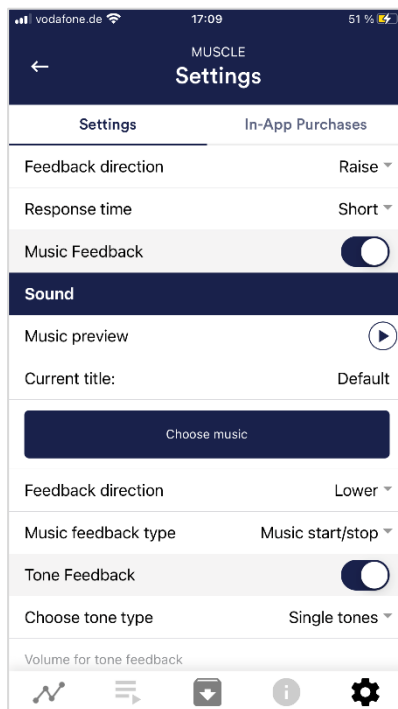 vodafone.de 17:09 51 %
MUSCLE
Settings
Settings In-App Purchases
Feedback direction Raise
Response time Short
Music Feedback
Sound
Music preview
Current title: Default
Choose music
Feedback direction Lower
Music feedback type Music start/stop
Tone Feedback
Choose tone type Single tones
Volume for tone feedback